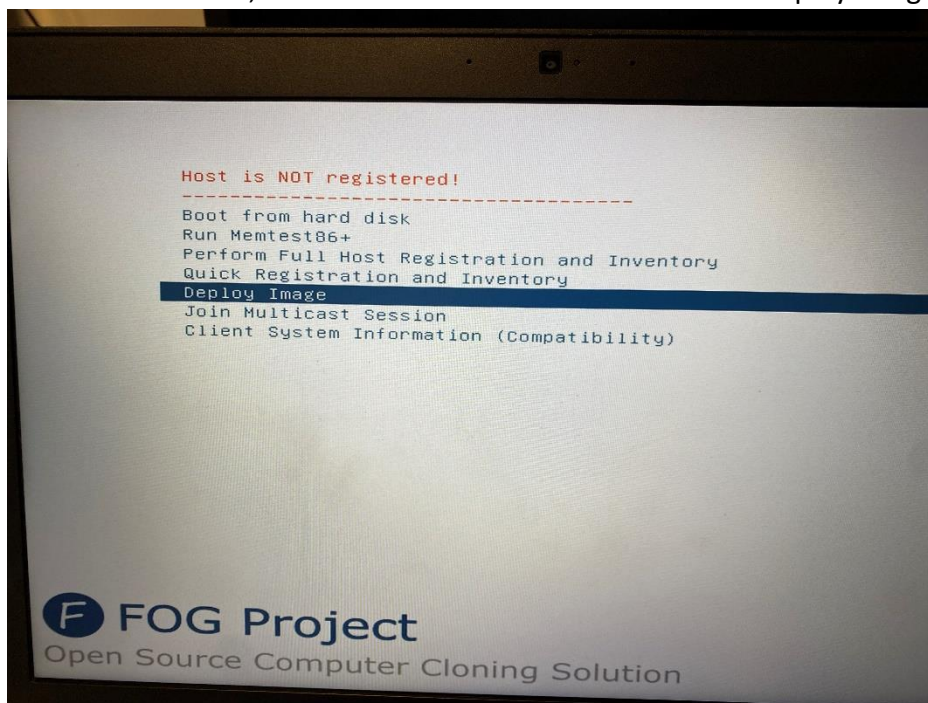 Host is NOT registered!
-------------------------------------
Boot from hard disk
Run Memtest86+
Perform Full Host Registration and Inventory
Quick Registration and Inventory
Deploy Image
Join Multicast Session
Client System Information (Compatibility)
F FOG Project
Open Source Computer Cloning Solution